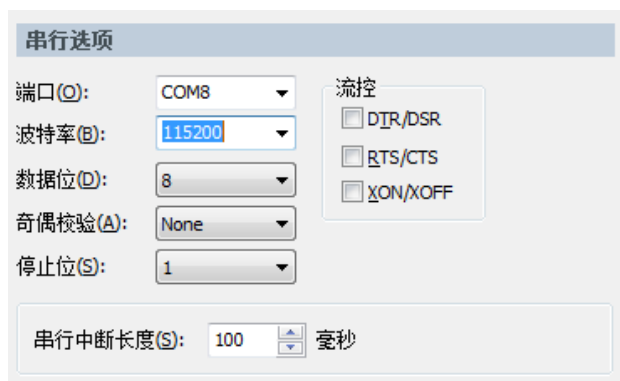 串行选项
端口(O): COM8
波特率(B): 115200
数据位(D): 8
奇偶校验(A): None
停止位(S): 1
流控
DTR/DSR
RTS/CTS
XON/XOFF
串行中断长度(S): 100 毫秒